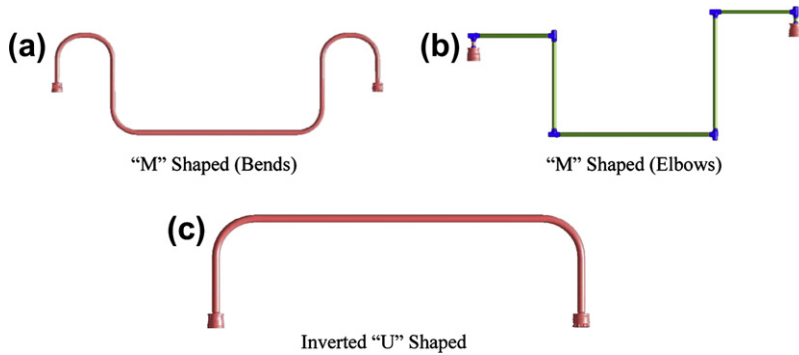 (a)
(b)
“M” Shaped (Bends)
“M” Shaped (Elbows)
(c)
Inverted “U” Shaped